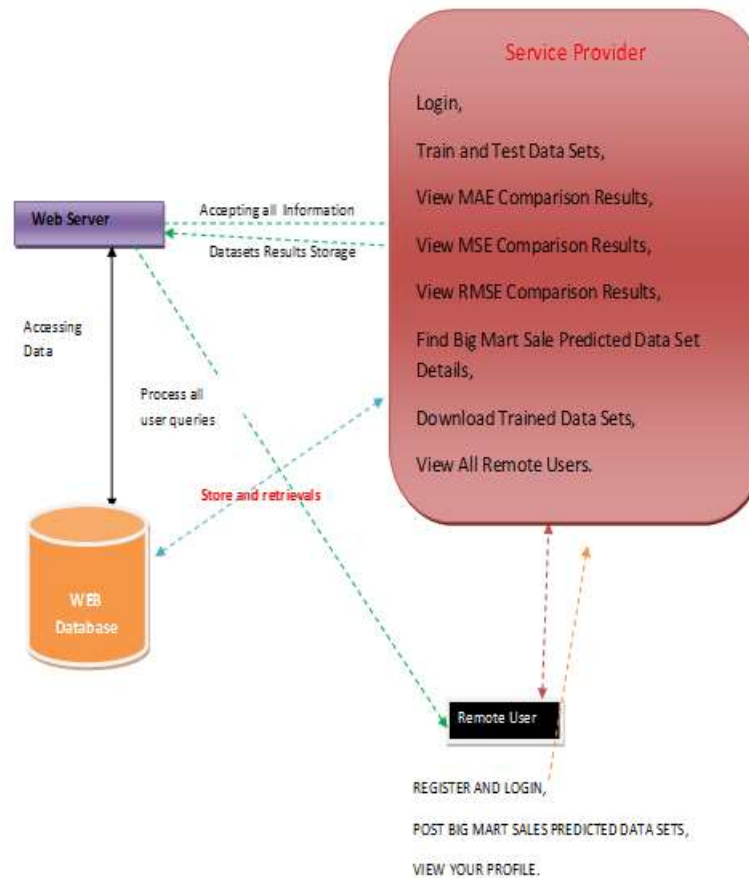 Service Provider
Login,
Train and Test Data Sets,
View MAE Comparison Results,
View MSE Comparison Results,
View RMSE Comparison Results,
Find Big Mart Sale Predicted Data Set
Details,
Download Trained Data Sets,
View All Remote Users.
Web Server
Accepting all Information
Datasets Results Storage
Accessing
Data
Process all
user queries
Store and retrievals
WEB
Database
Remote User
REGISTER AND LOGIN,
POST BIG MART SALES PREDICTED DATA SETS,
VIEW YOUR PROFILE.